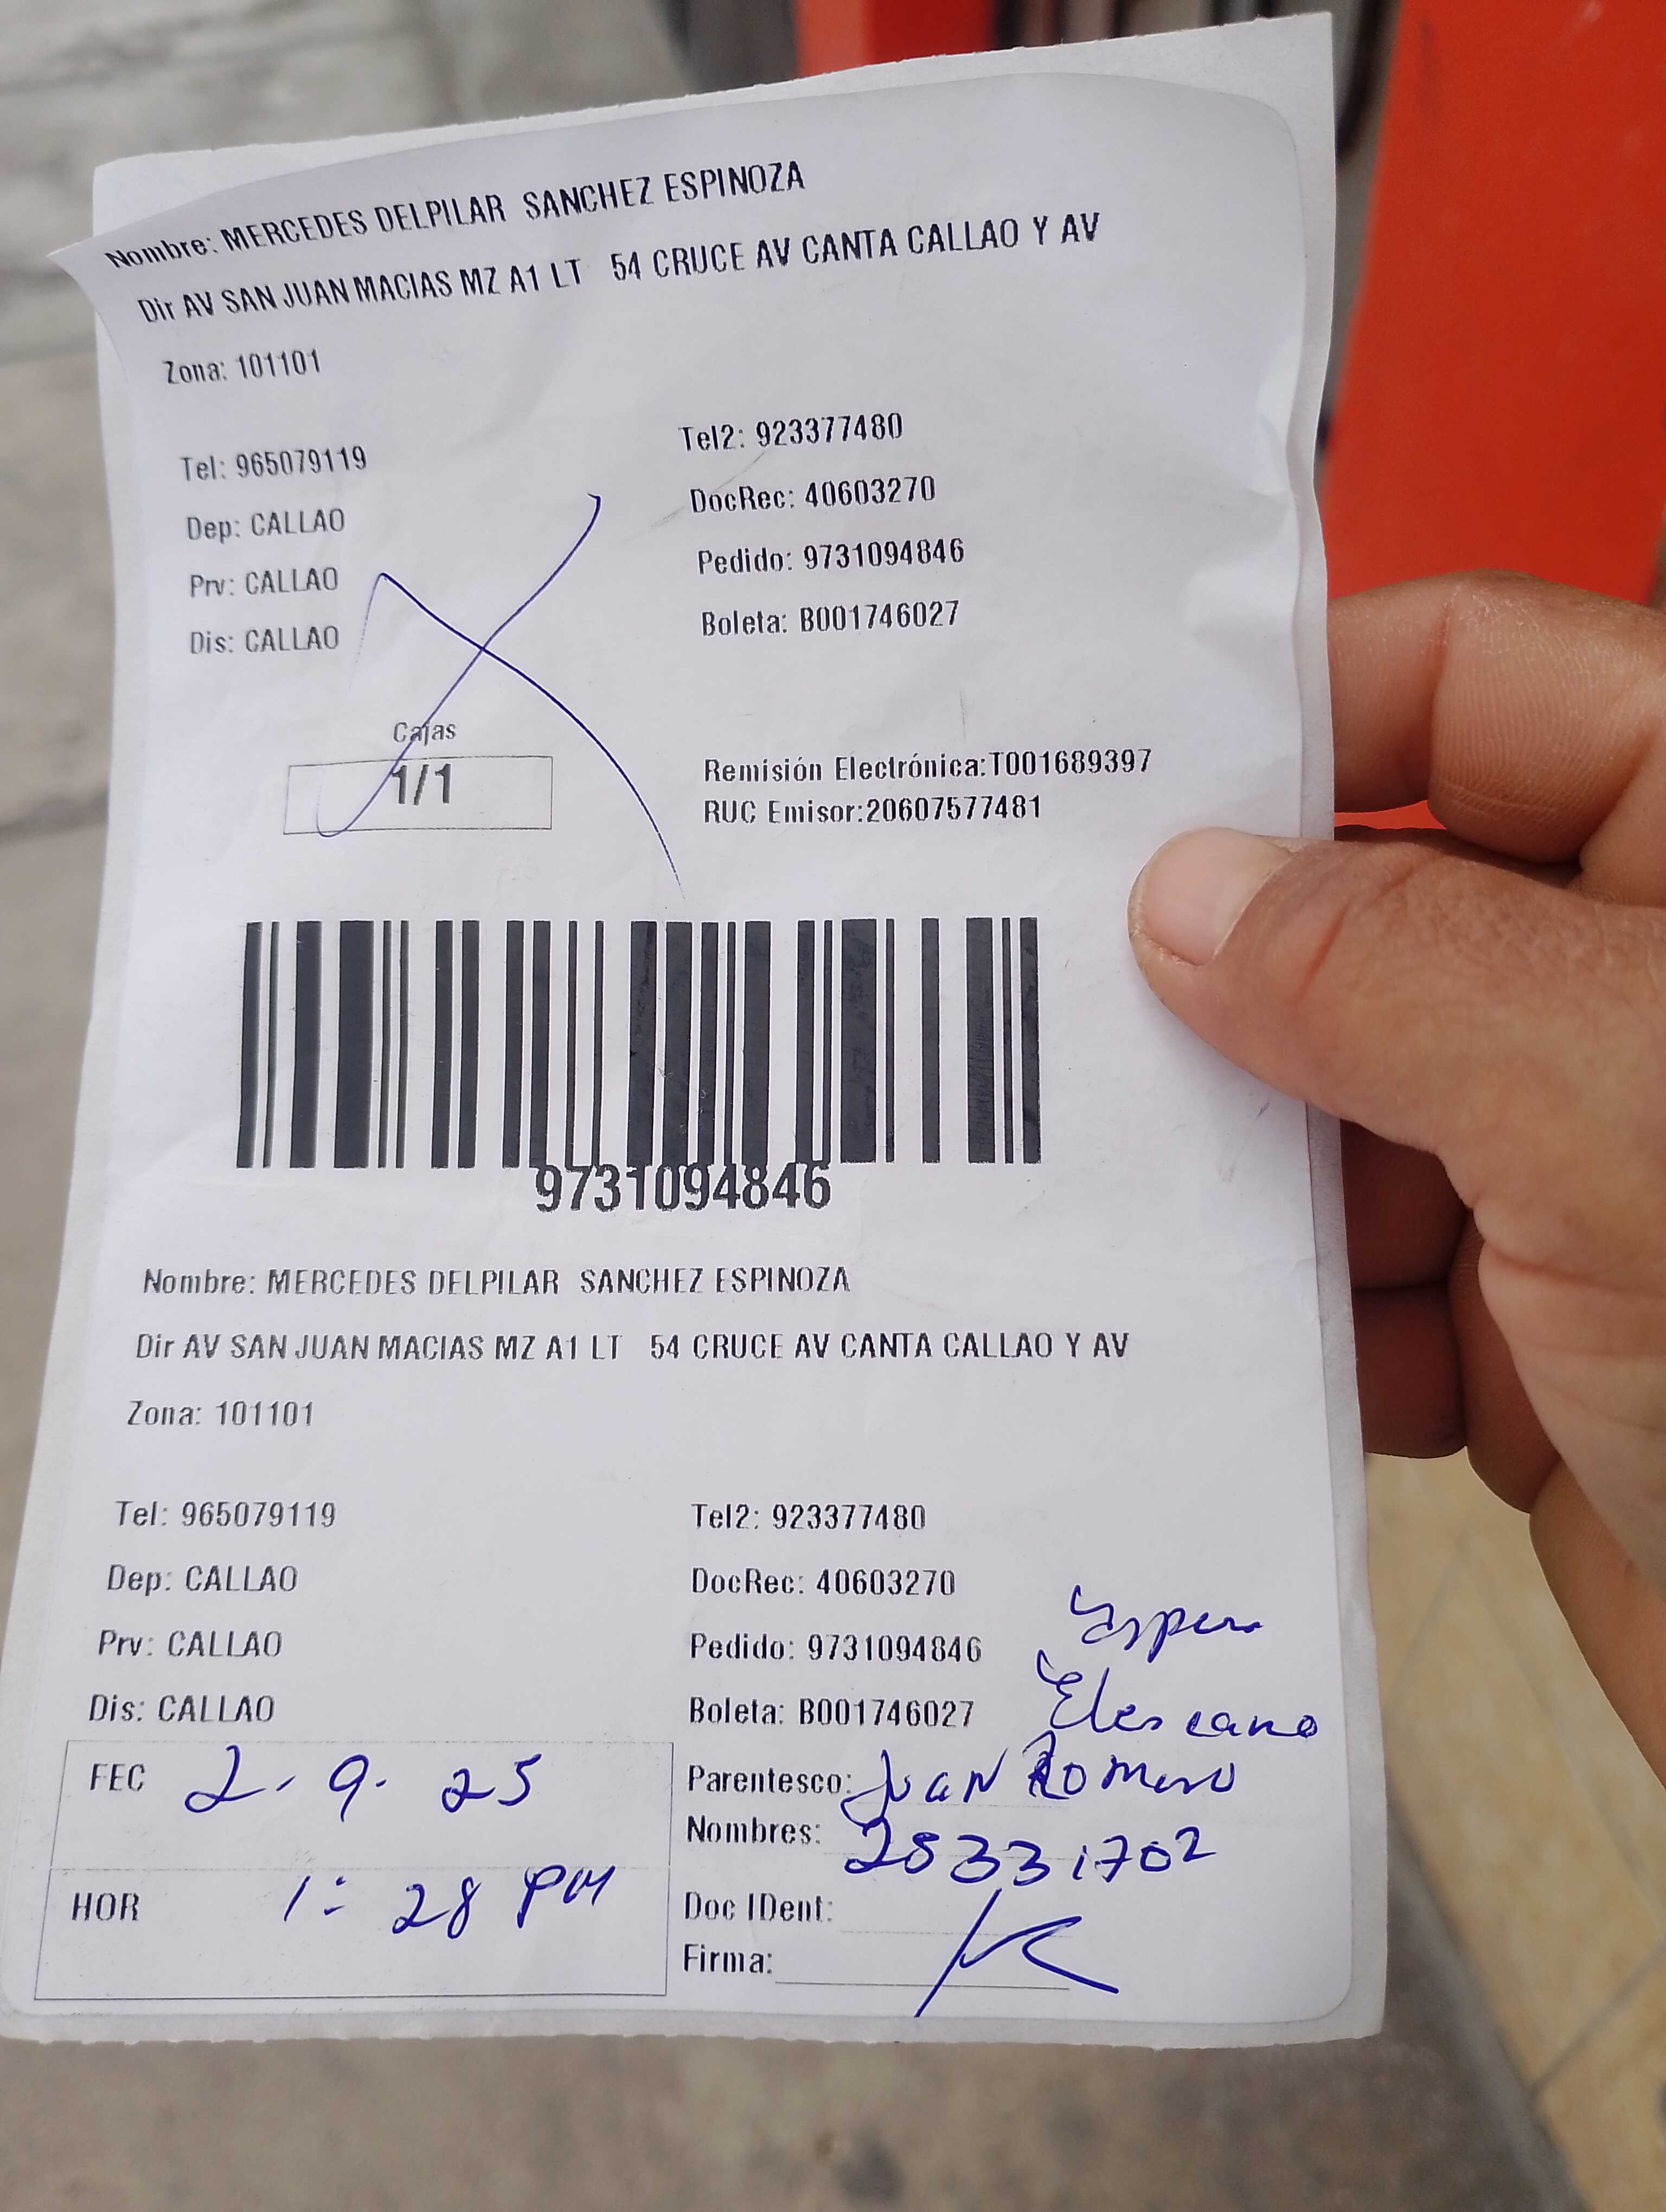 Nombre: MERCEDES DELPILAR SANCHEZ ESPINOZA
Dir AV SAN JUAN MACIAS MZ A1 LT 54 CRUCE AV CANTA CALLAO Y AV
Zona: 101101
Tel: 965079119 Tel2: 923377480
Dep: CALLAO DocRec: 40603270
Prv: CALLAO Pedido: 9731094846
Dis: CALLAO Boleta: B001746027
Cajas
1/1
Remisión Electrónica:T001689397
RUC Emisor:20607577481
9731094846
Nombre: MERCEDES DELPILAR SANCHEZ ESPINOZA
Dir AV SAN JUAN MACIAS MZ A1 LT 54 CRUCE AV CANTA CALLAO Y AV
Zona: 101101
Tel: 965079119 Tel2: 923377480
Dep: CALLAO DocRec: 40603270
Prv: CALLAO Pedido: 9731094846
Dis: CALLAO Boleta: B001746027
FEC 2-9-25 Parentesco: Juan Romero
Nombres:
HOR 1:28 PM Doc IDent:
Firma: